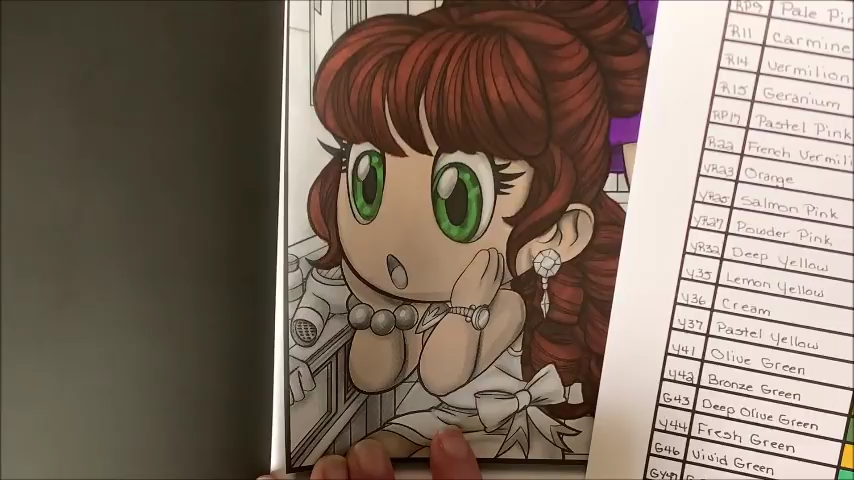 RP9 Pale Pin
R11 Carmine
R14 Vermilion
R15 Geranium
RP17 Pastel Pink
R22 French Vermili
YR23 Orange
YR25 Salmon Pink
YR27 Powder Pink
YR32 Deep Yellow
Y35 Lemon Yellow
Y36 Cream
Y37 Pastel Yellow
Y41 Olive Green
Y42 Bronze Green
G43 Deep Olive Green
Y44 Fresh Green
G46 Vivid Green
GY47